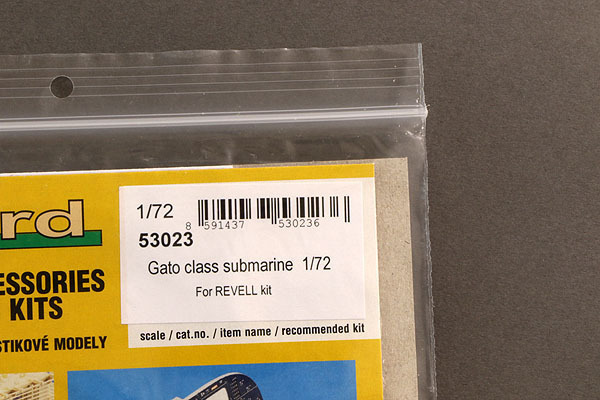 rd
1/72
8 591437 530236
53023
Gato class submarine 1/72
For REVELL kit
scale / cat.no. / item name / recommended kit
ESSORIES
KITS
STIKOVÉ MODELY